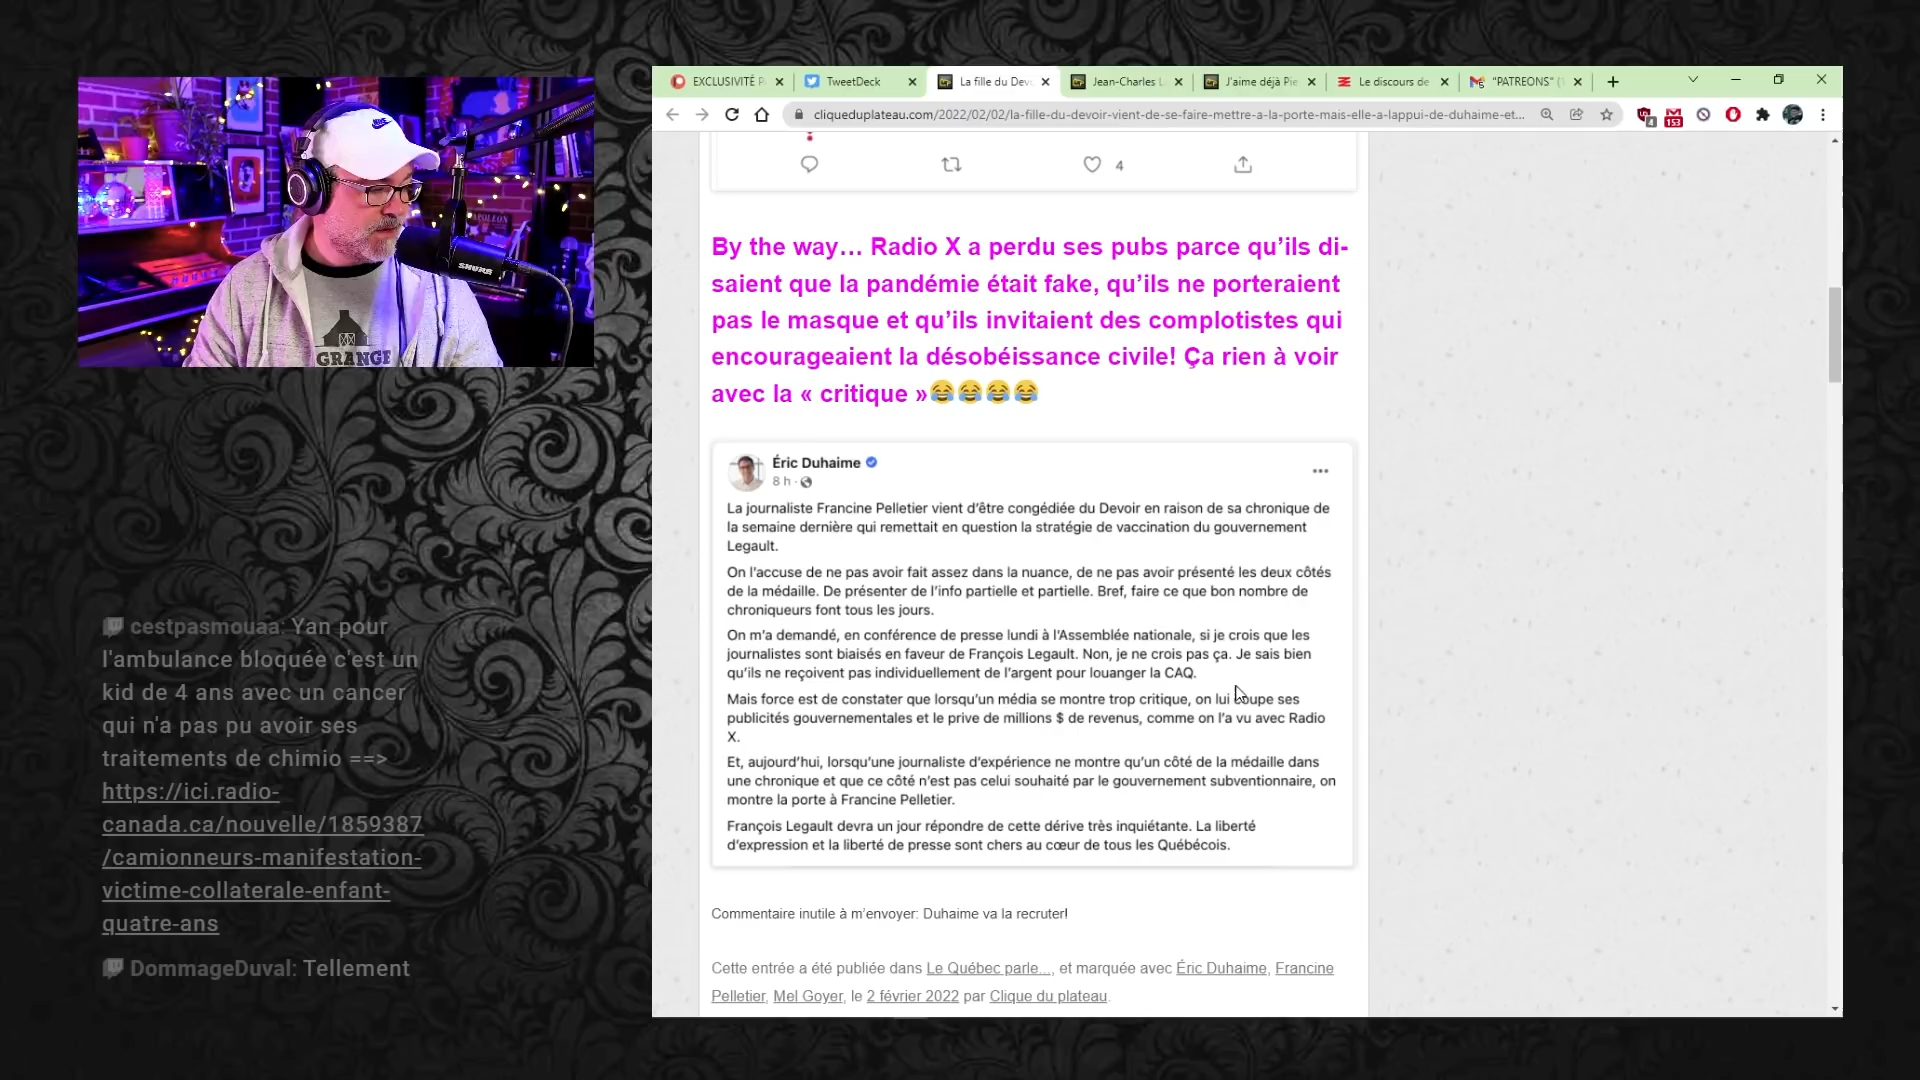 EXCLUSIVITÉ
TweetDeck
La fille du Dev
Jean-Charles L
J'aime déjà Pie
Le discours de
"PATREONS" (
cliqueduplateau.com/2022/02/02/la-fille-du-devoir-vient-de-se-faire-mettre-a-la-porte-mais-elle-a-lappui-de-duhaime-et...
4
153
4
By the way… Radio X a perdu ses pubs parce qu’ils di-
saient que la pandémie était fake, qu’ils ne porteraient
pas le masque et qu’ils invitaient des complotistes qui
encourageaient la désobéissance civile! Ça rien à voir
avec la « critique »😂😂😂😂
Éric Duhaime
8 h ·
La journaliste Francine Pelletier vient d’être congédiée du Devoir en raison de sa chronique de
la semaine dernière qui remettait en question la stratégie de vaccination du gouvernement
Legault.
On l’accuse de ne pas avoir fait assez dans la nuance, de ne pas avoir présenté les deux côtés
de la médaille. De présenter de l’info partielle et partielle. Bref, faire ce que bon nombre de
chroniqueurs font tous les jours.
On m’a demandé, en conférence de presse lundi à l’Assemblée nationale, si je crois que les
journalistes sont biaisés en faveur de François Legault. Non, je ne crois pas ça. Je sais bien
qu’ils ne reçoivent pas individuellement de l’argent pour louanger la CAQ.
Mais force est de constater que lorsqu’un média se montre trop critique, on lui coupe ses
publicités gouvernementales et le prive de millions $ de revenus, comme on l’a vu avec Radio
X.
Et, aujourd’hui, lorsqu’une journaliste d’expérience ne montre qu’un côté de la médaille dans
une chronique et que ce côté n’est pas celui souhaité par le gouvernement subventionnaire, on
montre la porte à Francine Pelletier.
François Legault devra un jour répondre de cette dérive très inquiétante. La liberté
d’expression et la liberté de presse sont chers au cœur de tous les Québécois.
Commentaire inutile à m’envoyer: Duhaime va la recruter!
Cette entrée a été publiée dans Le Québec parle..., et marquée avec Éric Duhaime, Francine
Pelletier, Mel Goyer, le 2 février 2022 par Clique du plateau.
NAPOLEON
SHURE
GRANGE
cestpasmouaa: Yan pour
l'ambulance bloquée c'est un
kid de 4 ans avec un cancer
qui n'a pas pu avoir ses
traitements de chimio ==>
https://ici.radio-
canada.ca/nouvelle/1859387
/camionneurs-manifestation-
victime-collaterale-enfant-
quatre-ans
DommageDuval: Tellement